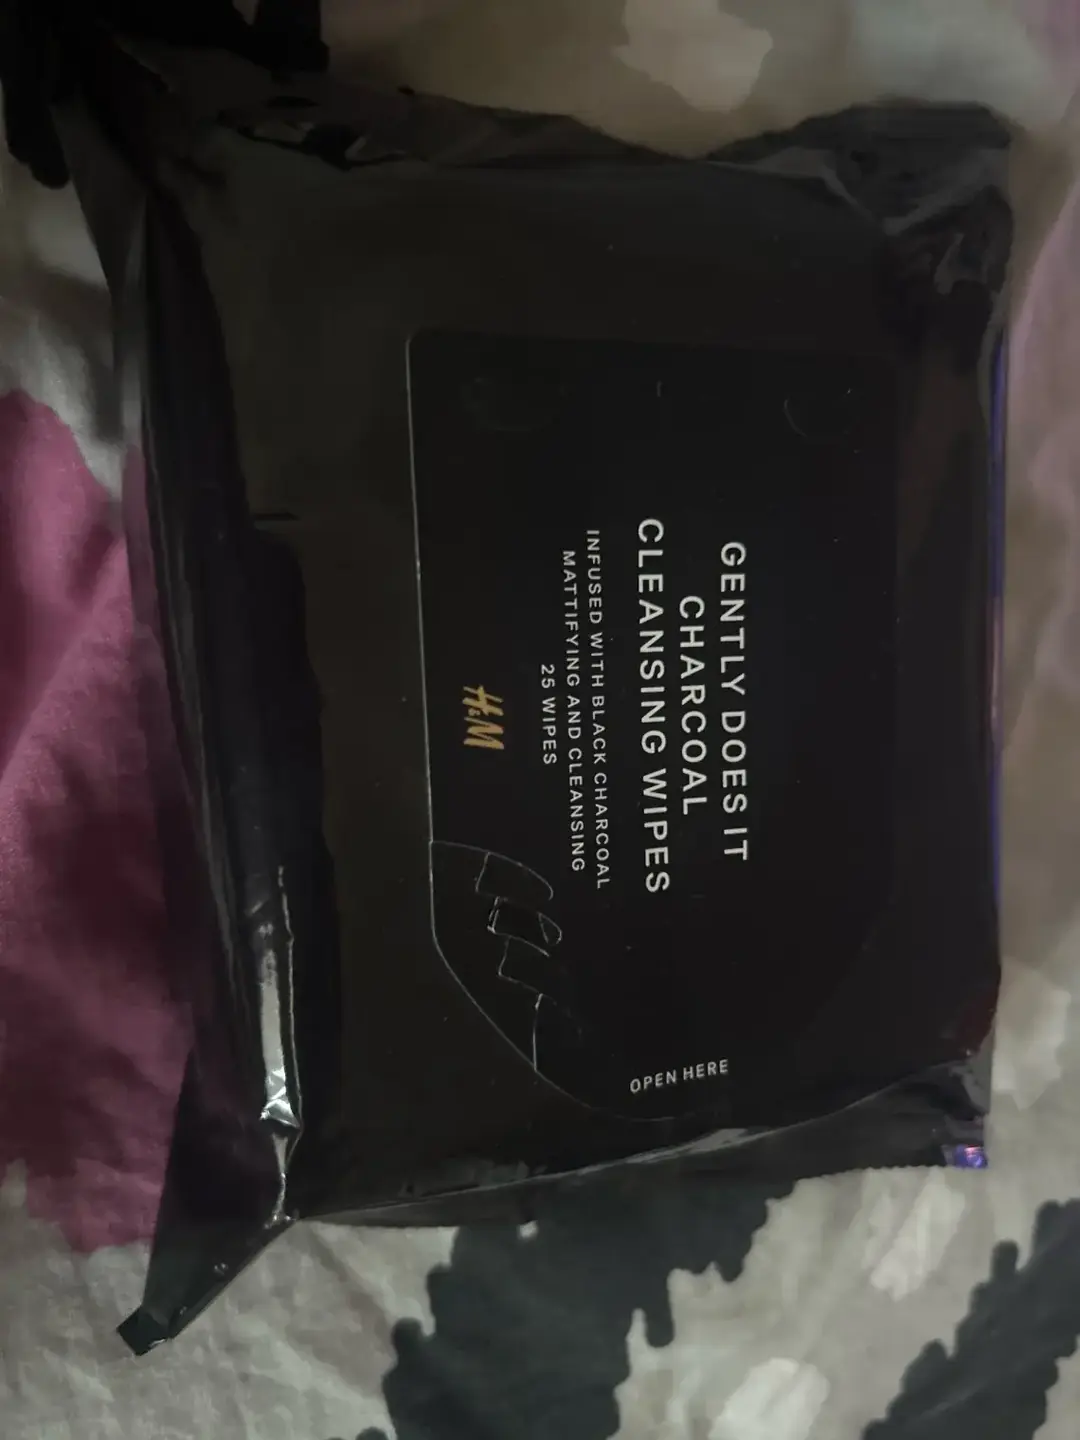 GENTLY DOES IT
CHARCOAL
CLEANSING WIPES
INFUSED WITH BLACK CHARCOAL
MATTIFYING AND CLEANSING
25 WIPES
H&M
OPEN HERE